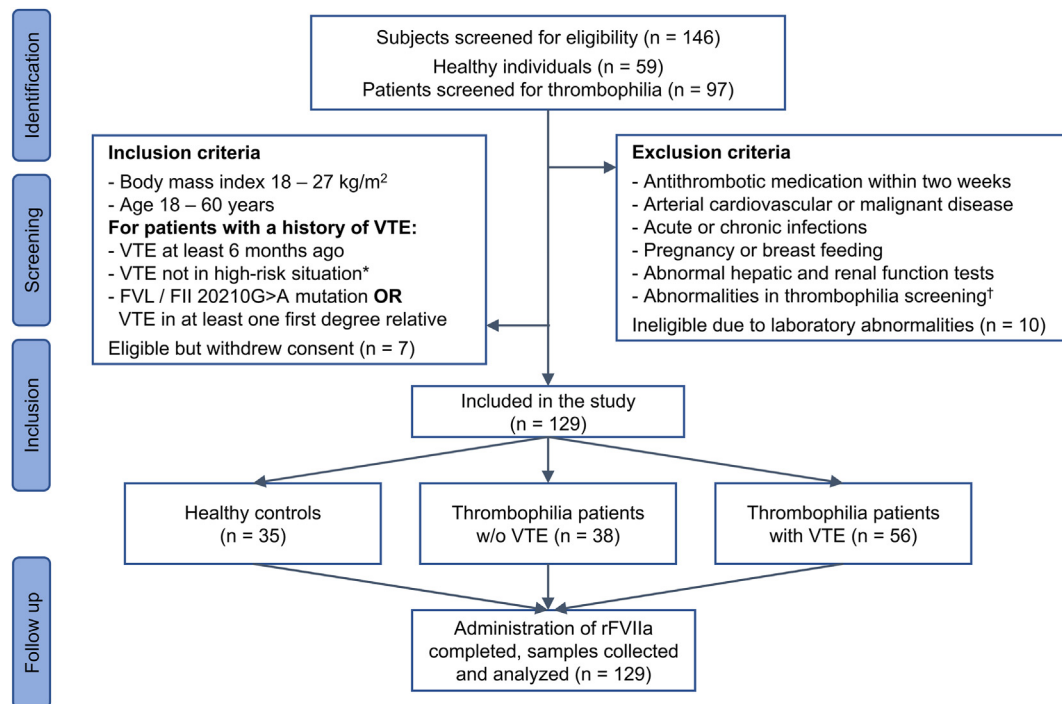 Identification
Subjects screened for eligibility (n = 146)
Healthy individuals (n = 59)
Patients screened for thrombophilia (n = 97)
Screening
Inclusion criteria
- Body mass index 18 – 27 kg/m²
- Age 18 – 60 years
For patients with a history of VTE:
- VTE at least 6 months ago
- VTE not in high-risk situation*
- FVL / FII 20210G>A mutation OR
VTE in at least one first degree relative
Eligible but withdrew consent (n = 7)
Exclusion criteria
- Antithrombotic medication within two weeks
- Arterial cardiovascular or malignant disease
- Acute or chronic infections
- Pregnancy or breast feeding
- Abnormal hepatic and renal function tests
- Abnormalities in thrombophilia screening†
Ineligible due to laboratory abnormalities (n = 10)
Inclusion
Included in the study
(n = 129)
Healthy controls
(n = 35)
Thrombophilia patients
w/o VTE (n = 38)
Thrombophilia patients
with VTE (n = 56)
Follow up
Administration of rFVIIa
completed, samples collected
and analyzed (n = 129)